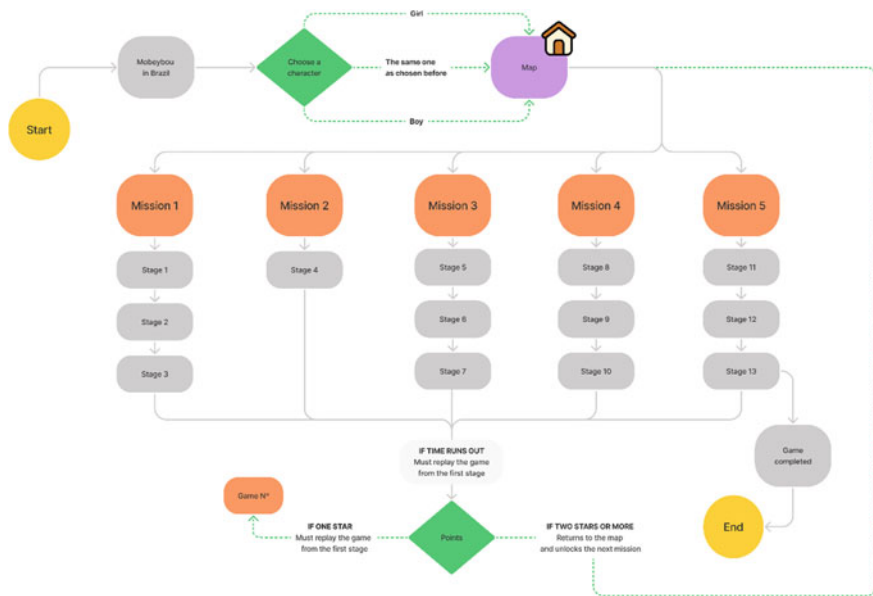 Girl
Mobeybou
in Brazil
Choose a
character
The same one
as chosen before
Map
Start
Boy
Mission 1
Mission 2
Mission 3
Mission 4
Mission 5
Stage 1
Stage 4
Stage 5
Stage 8
Stage 11
Stage 2
Stage 6
Stage 9
Stage 12
Stage 3
Stage 7
Stage 10
Stage 13
IF TIME RUNS OUT
Must replay the game
from the first stage
Game
completed
Game Nº
IF ONE STAR
Must replay the game
from the first stage
Points
IF TWO STARS OR MORE
Returns to the map
and unlocks the next mission
End